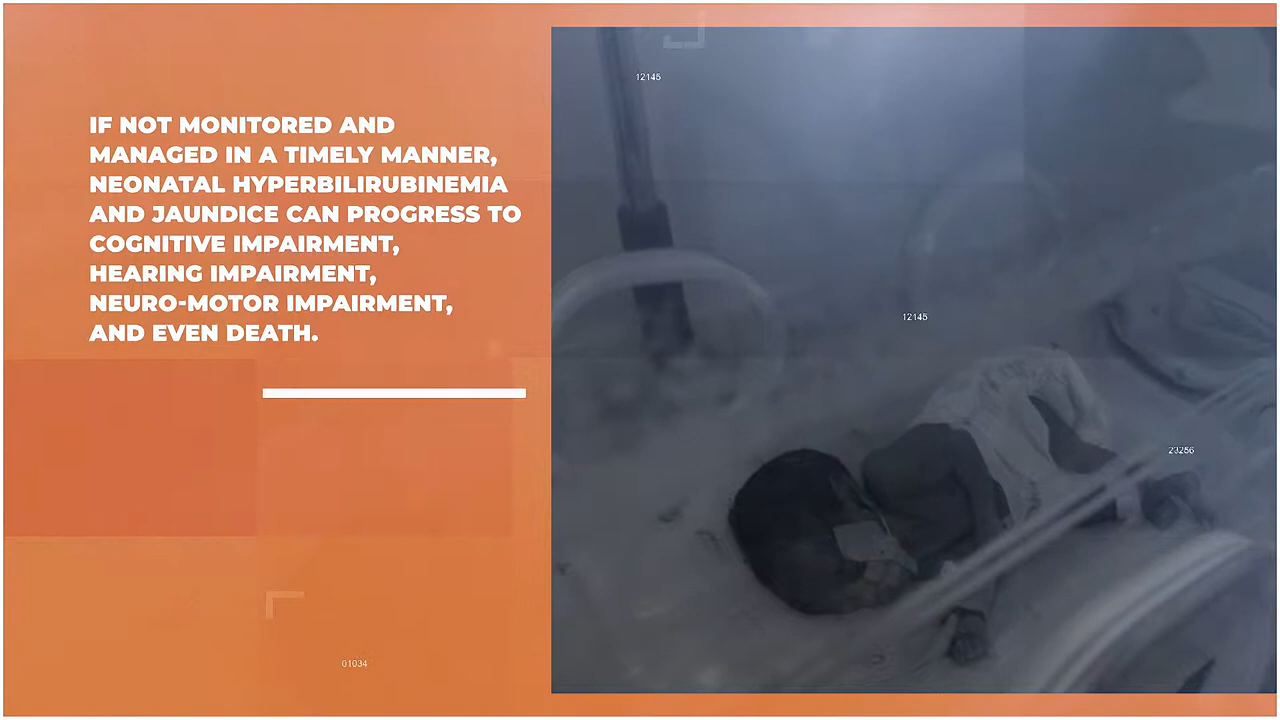 IF NOT MONITORED AND
MANAGED IN A TIMELY MANNER,
NEONATAL HYPERBILIRUBINEMIA
AND JAUNDICE CAN PROGRESS TO
COGNITIVE IMPAIRMENT,
HEARING IMPAIRMENT,
NEURO-MOTOR IMPAIRMENT,
AND EVEN DEATH.
01034
12145
12145
23256